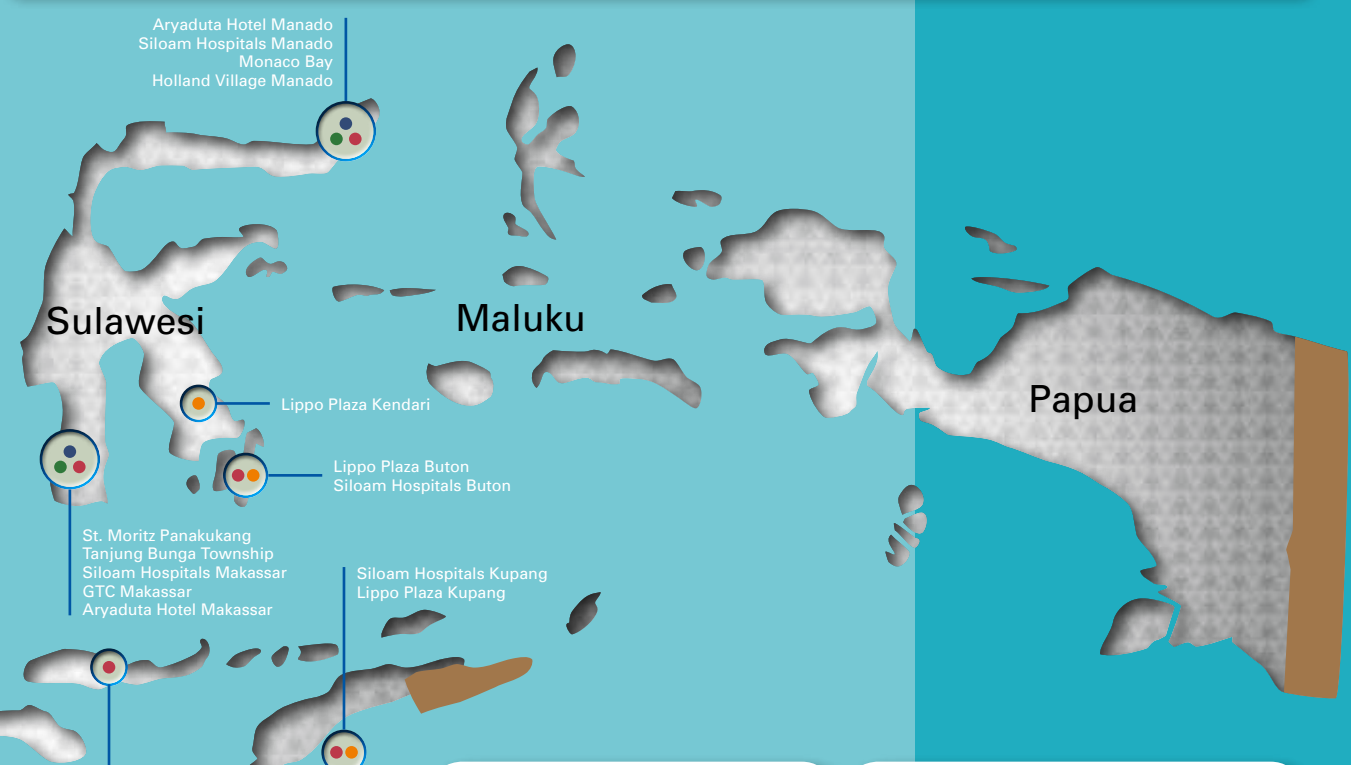 Aryaduta Hotel Manado
Siloam Hospitals Manado
Monaco Bay
Holland Village Manado
Sulawesi
Maluku
Papua
Lippo Plaza Kendari
Lippo Plaza Buton
Siloam Hospitals Buton
St. Moritz Panakukang
Tanjung Bunga Township
Siloam Hospitals Makassar
GTC Makassar
Aryaduta Hotel Makassar
Siloam Hospitals Kupang
Lippo Plaza Kupang